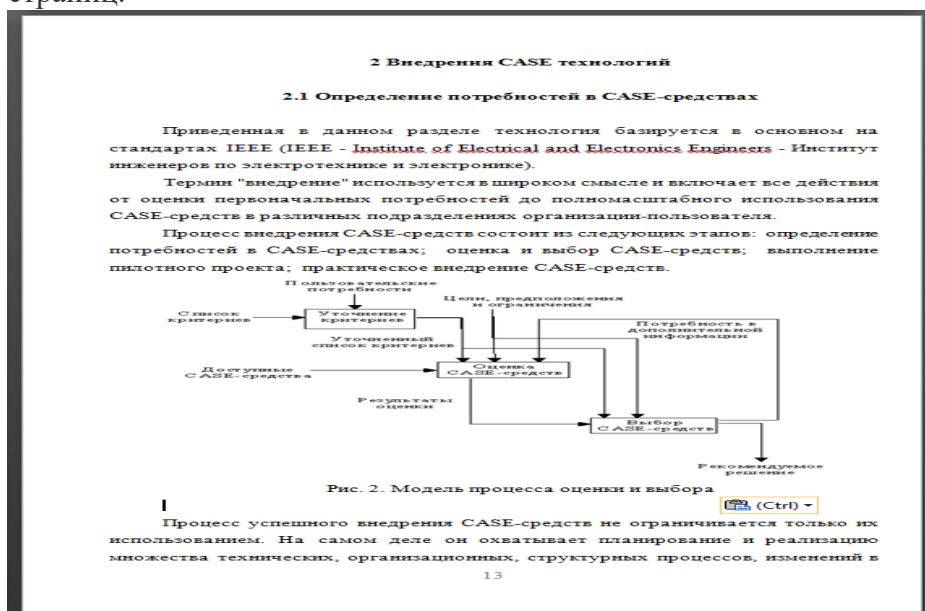 страниц.
2 Внедрения CASE технологий
2.1 Определение потребностей в CASE-средствах
Приведенная в данном разделе технология базируется в основном на
стандартах IEEE (IEEE - Institute of Electrical and Electronics Engineers - Институт
инженеров по электротехнике и электронике).
Термин "внедрение" используется в широком смысле и включает все действия
от оценки первоначальных потребностей до полномасштабного использования
CASE-средств в различных подразделениях организации-пользователя.
Процесс внедрения CASE-средств состоит из следующих этапов: определение
потребностей в CASE-средствах; оценка и выбор CASE-средств; выполнение
пилотного проекта; практическое внедрение CASE-средств.
Пользовательские
потребности
Цели, предположения
и ограничения
Список
критериев
Уточнение
критериев
Потребность в
дополнительной
информации
Уточненный
список критериев
Доступные
CASE-средства
Оценка
CASE-средств
Результаты
оценки
Выбор
CASE-средств
Рекомендуемое
решение
Рис. 2. Модель процесса оценки и выбора
(Ctrl)
Процесс успешного внедрения CASE-средств не ограничивается только их
использованием. На самом деле он охватывает планирование и реализацию
множества технических, организационных, структурных процессов, изменений в
13